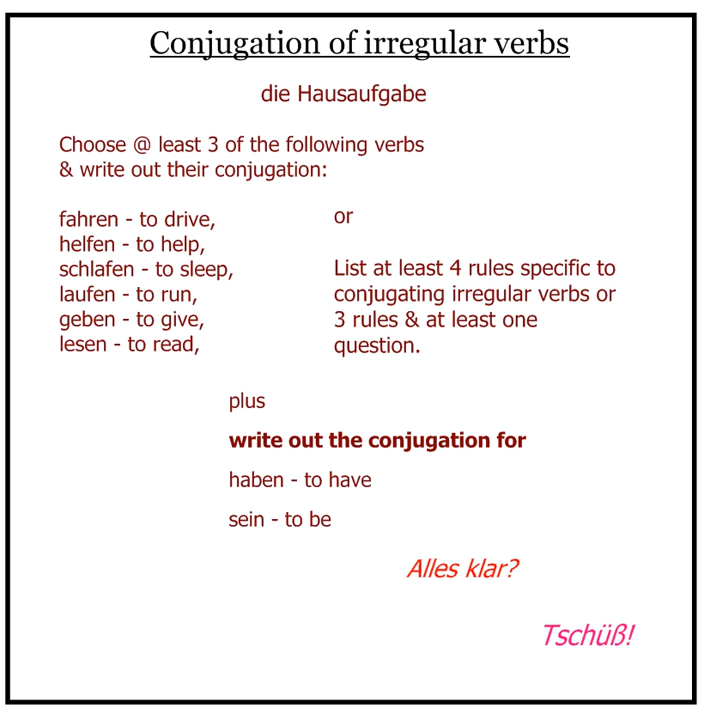 Conjugation of irregular verbs
die Hausaufgabe
Choose @ least 3 of the following verbs
& write out their conjugation:
fahren - to drive,
helfen - to help,
schlafen - to sleep,
laufen - to run,
geben - to give,
lesen - to read,
or
List at least 4 rules specific to
conjugating irregular verbs or
3 rules & at least one
question.
plus
write out the conjugation for
haben - to have
sein - to be
Alles klar?
Tschüß!